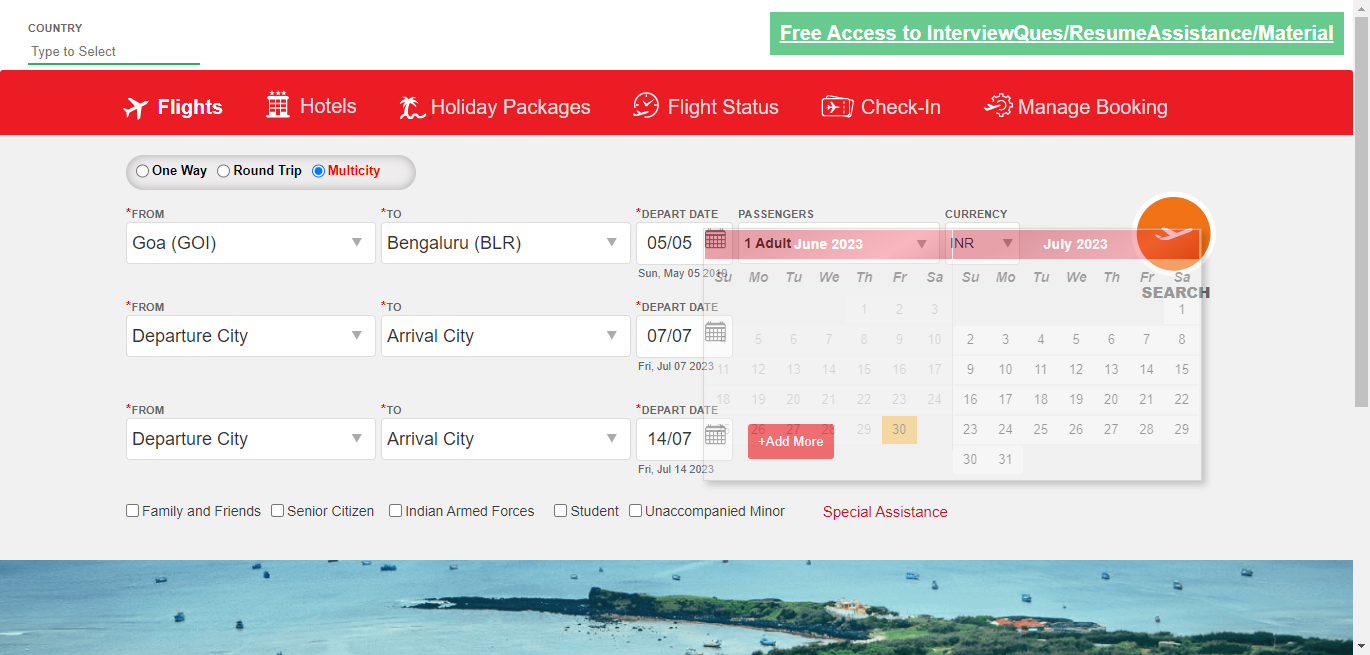 COUNTRY
Type to Select
Free Access to InterviewQues/ResumeAssistance/Material
Flights Hotels Holiday Packages Flight Status Check-In Manage Booking
One Way Round Trip Multicity
*FROM *TO *DEPART DATE PASSENGERS CURRENCY
Goa (GOI) Bengaluru (BLR) 05/05 1 Adult INR
Sun, May 05 2019
SEARCH
June 2023 July 2023
Su Mo Tu We Th Fr Sa Su Mo Tu We Th Fr Sa
1 2 3 1
5 6 7 8 9 10 2 3 4 5 6 7 8
11 12 13 14 15 16 17 9 10 11 12 13 14 15
18 19 20 21 22 23 24 16 17 18 19 20 21 22
26 27 28 29 30 23 24 25 26 27 28 29
30 31
*FROM *TO *DEPART DATE
Departure City Arrival City 07/07
Fri, Jul 07 2023
*FROM *TO *DEPART DATE
Departure City Arrival City 14/07
Fri, Jul 14 2023
+Add More
Family and Friends Senior Citizen Indian Armed Forces Student Unaccompanied Minor Special Assistance